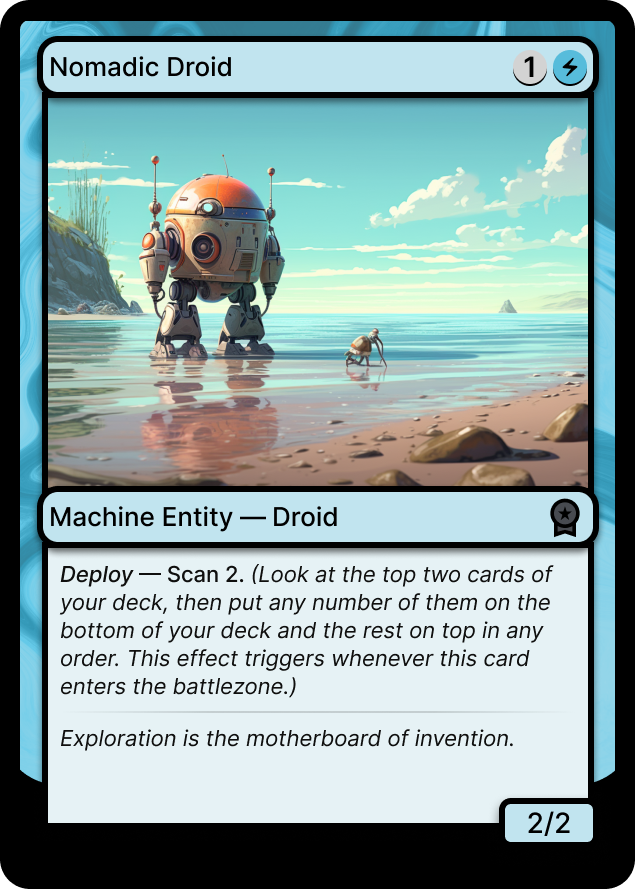 Nomadic Droid 1
Machine Entity — Droid
Deploy — Scan 2. (Look at the top two cards of
your deck, then put any number of them on the
bottom of your deck and the rest on top in any
order. This effect triggers whenever this card
enters the battlezone.)
Exploration is the motherboard of invention.
2/2